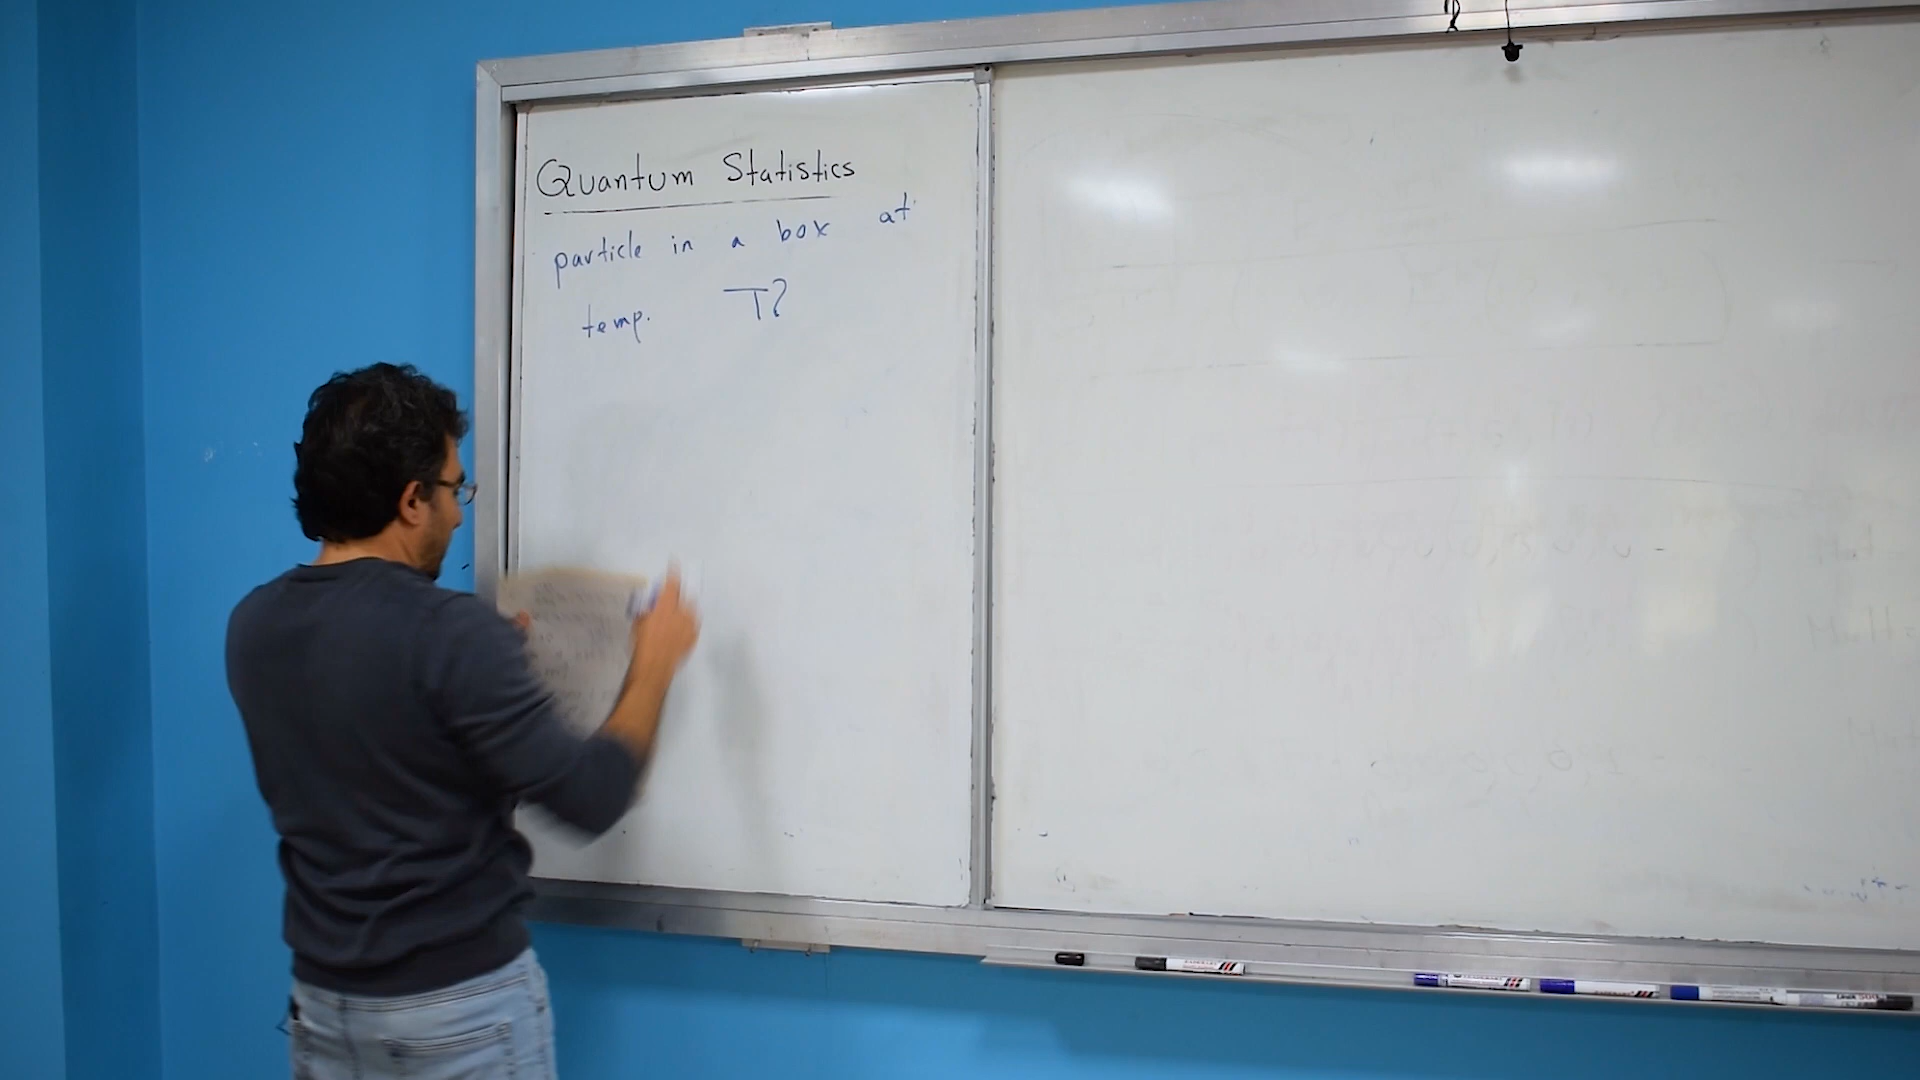 Quantum Statistics
particle in a box at
temp. T?